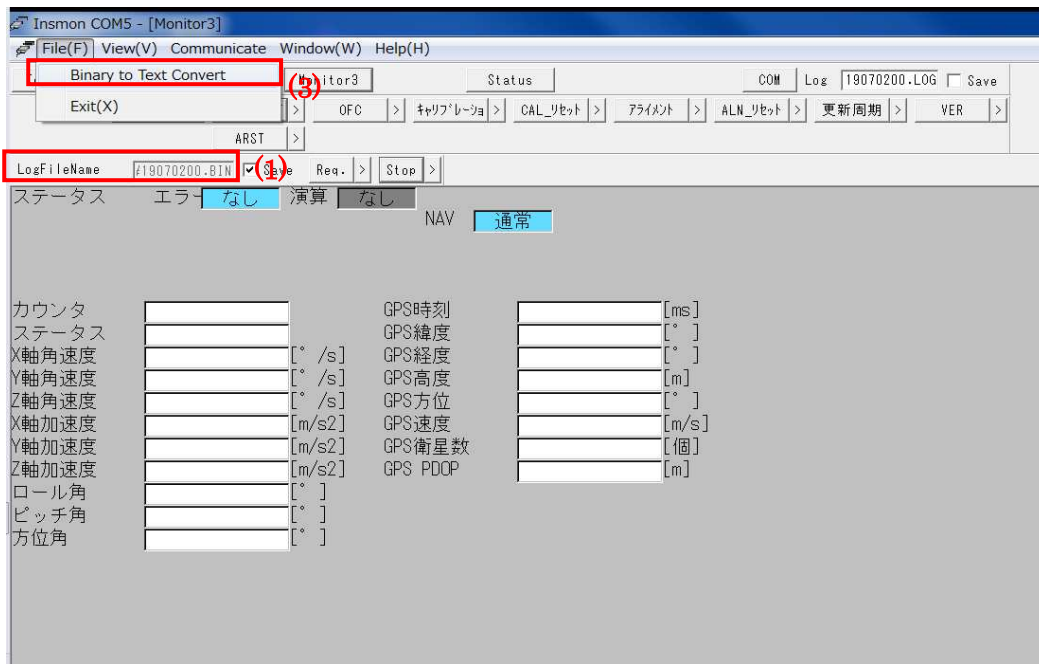 Insmon COM5 - [Monitor3]
File(F) View(V) Communicate Window(W) Help(H)
Binary to Text Convert
(3)
Monitor3 Status COM Log 19070200.LOG Save
Exit(X)
> OFC > ｷｬﾘﾌﾞﾚｰｼｮ > CAL_ﾘｾｯﾄ > ｱﾗｲﾒﾝﾄ > ALN_ﾘｾｯﾄ > 更新周期 > VER >
ARST >
LogFileName 19070200.BIN (1) Save Req. > Stop >
ステータス エラー なし 演算 なし
NAV 通常
カウンタ GPS時刻 [ms]
ステータス GPS緯度 [° ]
X軸角速度 [° /s] GPS経度 [° ]
Y軸角速度 [° /s] GPS高度 [m]
Z軸角速度 [° /s] GPS方位 [° ]
X軸加速度 [m/s2] GPS速度 [m/s]
Y軸加速度 [m/s2] GPS衛星数 [個]
Z軸加速度 [m/s2] GPS PDOP [m]
ロール角 [° ]
ピッチ角 [° ]
方位角 [° ]